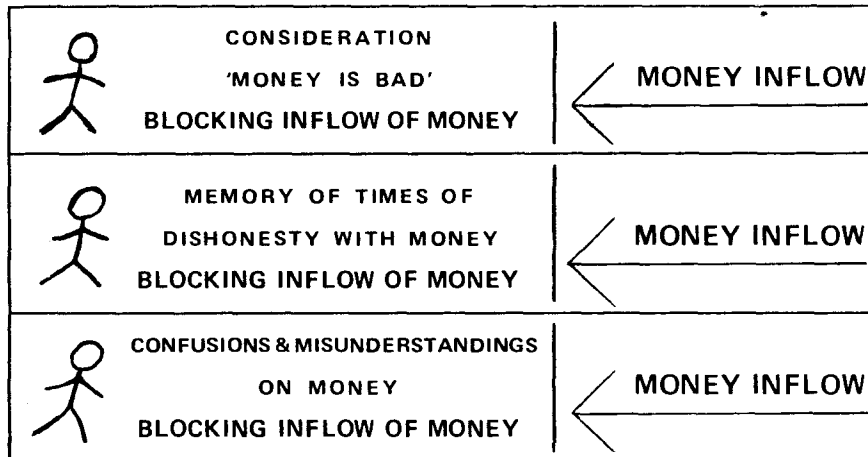 CONSIDERATION
'MONEY IS BAD'
BLOCKING INFLOW OF MONEY
MONEY INFLOW
MEMORY OF TIMES OF
DISHONESTY WITH MONEY
BLOCKING INFLOW OF MONEY
MONEY INFLOW
CONFUSIONS & MISUNDERSTANDINGS
ON MONEY
BLOCKING INFLOW OF MONEY
MONEY INFLOW